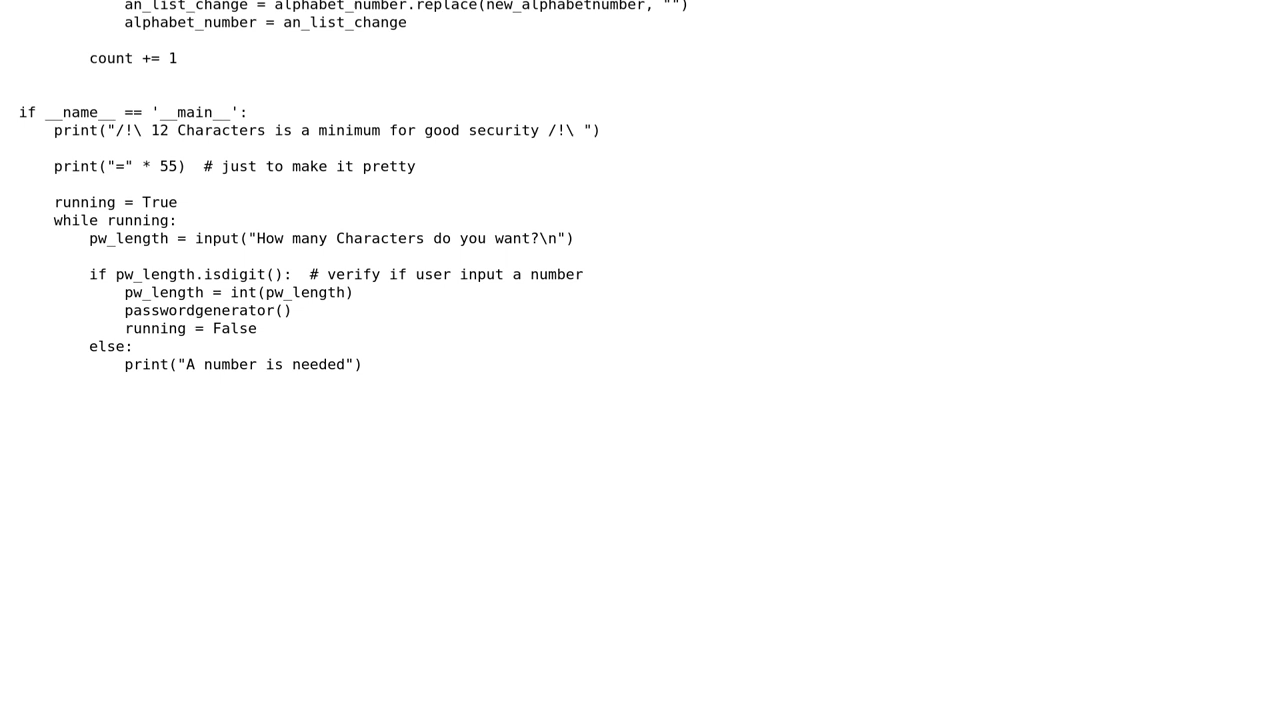 an_list_change = alphabet_number.replace(new_alphabetnumber, "")
            alphabet_number = an_list_change

        count += 1


if __name__ == '__main__':
    print("/!\ 12 Characters is a minimum for good security /!\ ")

    print("=" * 55)  # just to make it pretty

    running = True
    while running:
        pw_length = input("How many Characters do you want?\n")

        if pw_length.isdigit():  # verify if user input a number
            pw_length = int(pw_length)
            passwordgenerator()
            running = False
        else:
            print("A number is needed")